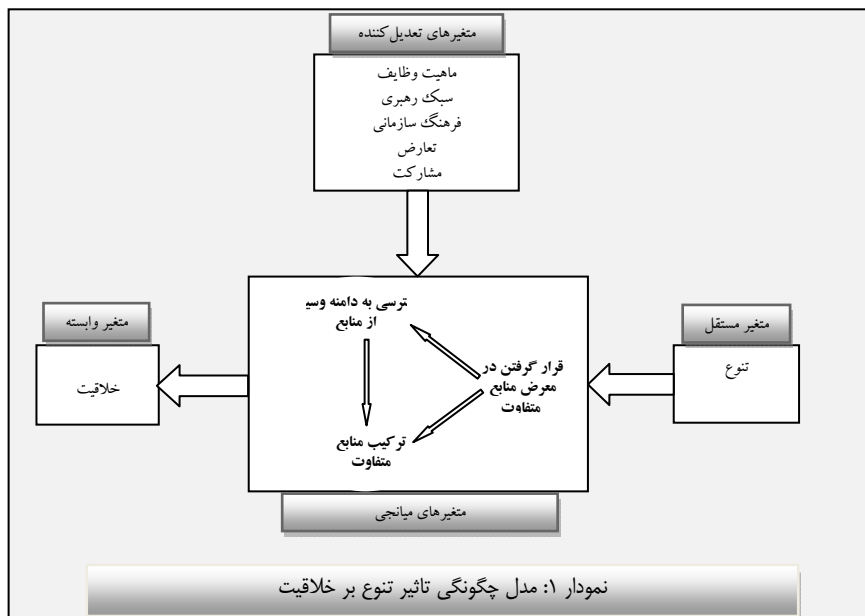 متغیرهای تعدیل‌کننده
ماهیت وظایف
سبک رهبری
فرهنگ سازمانی
تعارض
مشارکت
متغیر مستقل
تنوع
قرار گرفتن در
معرض منابع
متفاوت
ترسی به دامنه وسیـ
از منابع
ترکیب منابع
متفاوت
متغیرهای میانجی
متغیر وابسته
خلاقیت
نمودار ۱: مدل چگونگی تاثیر تنوع بر خلاقیت